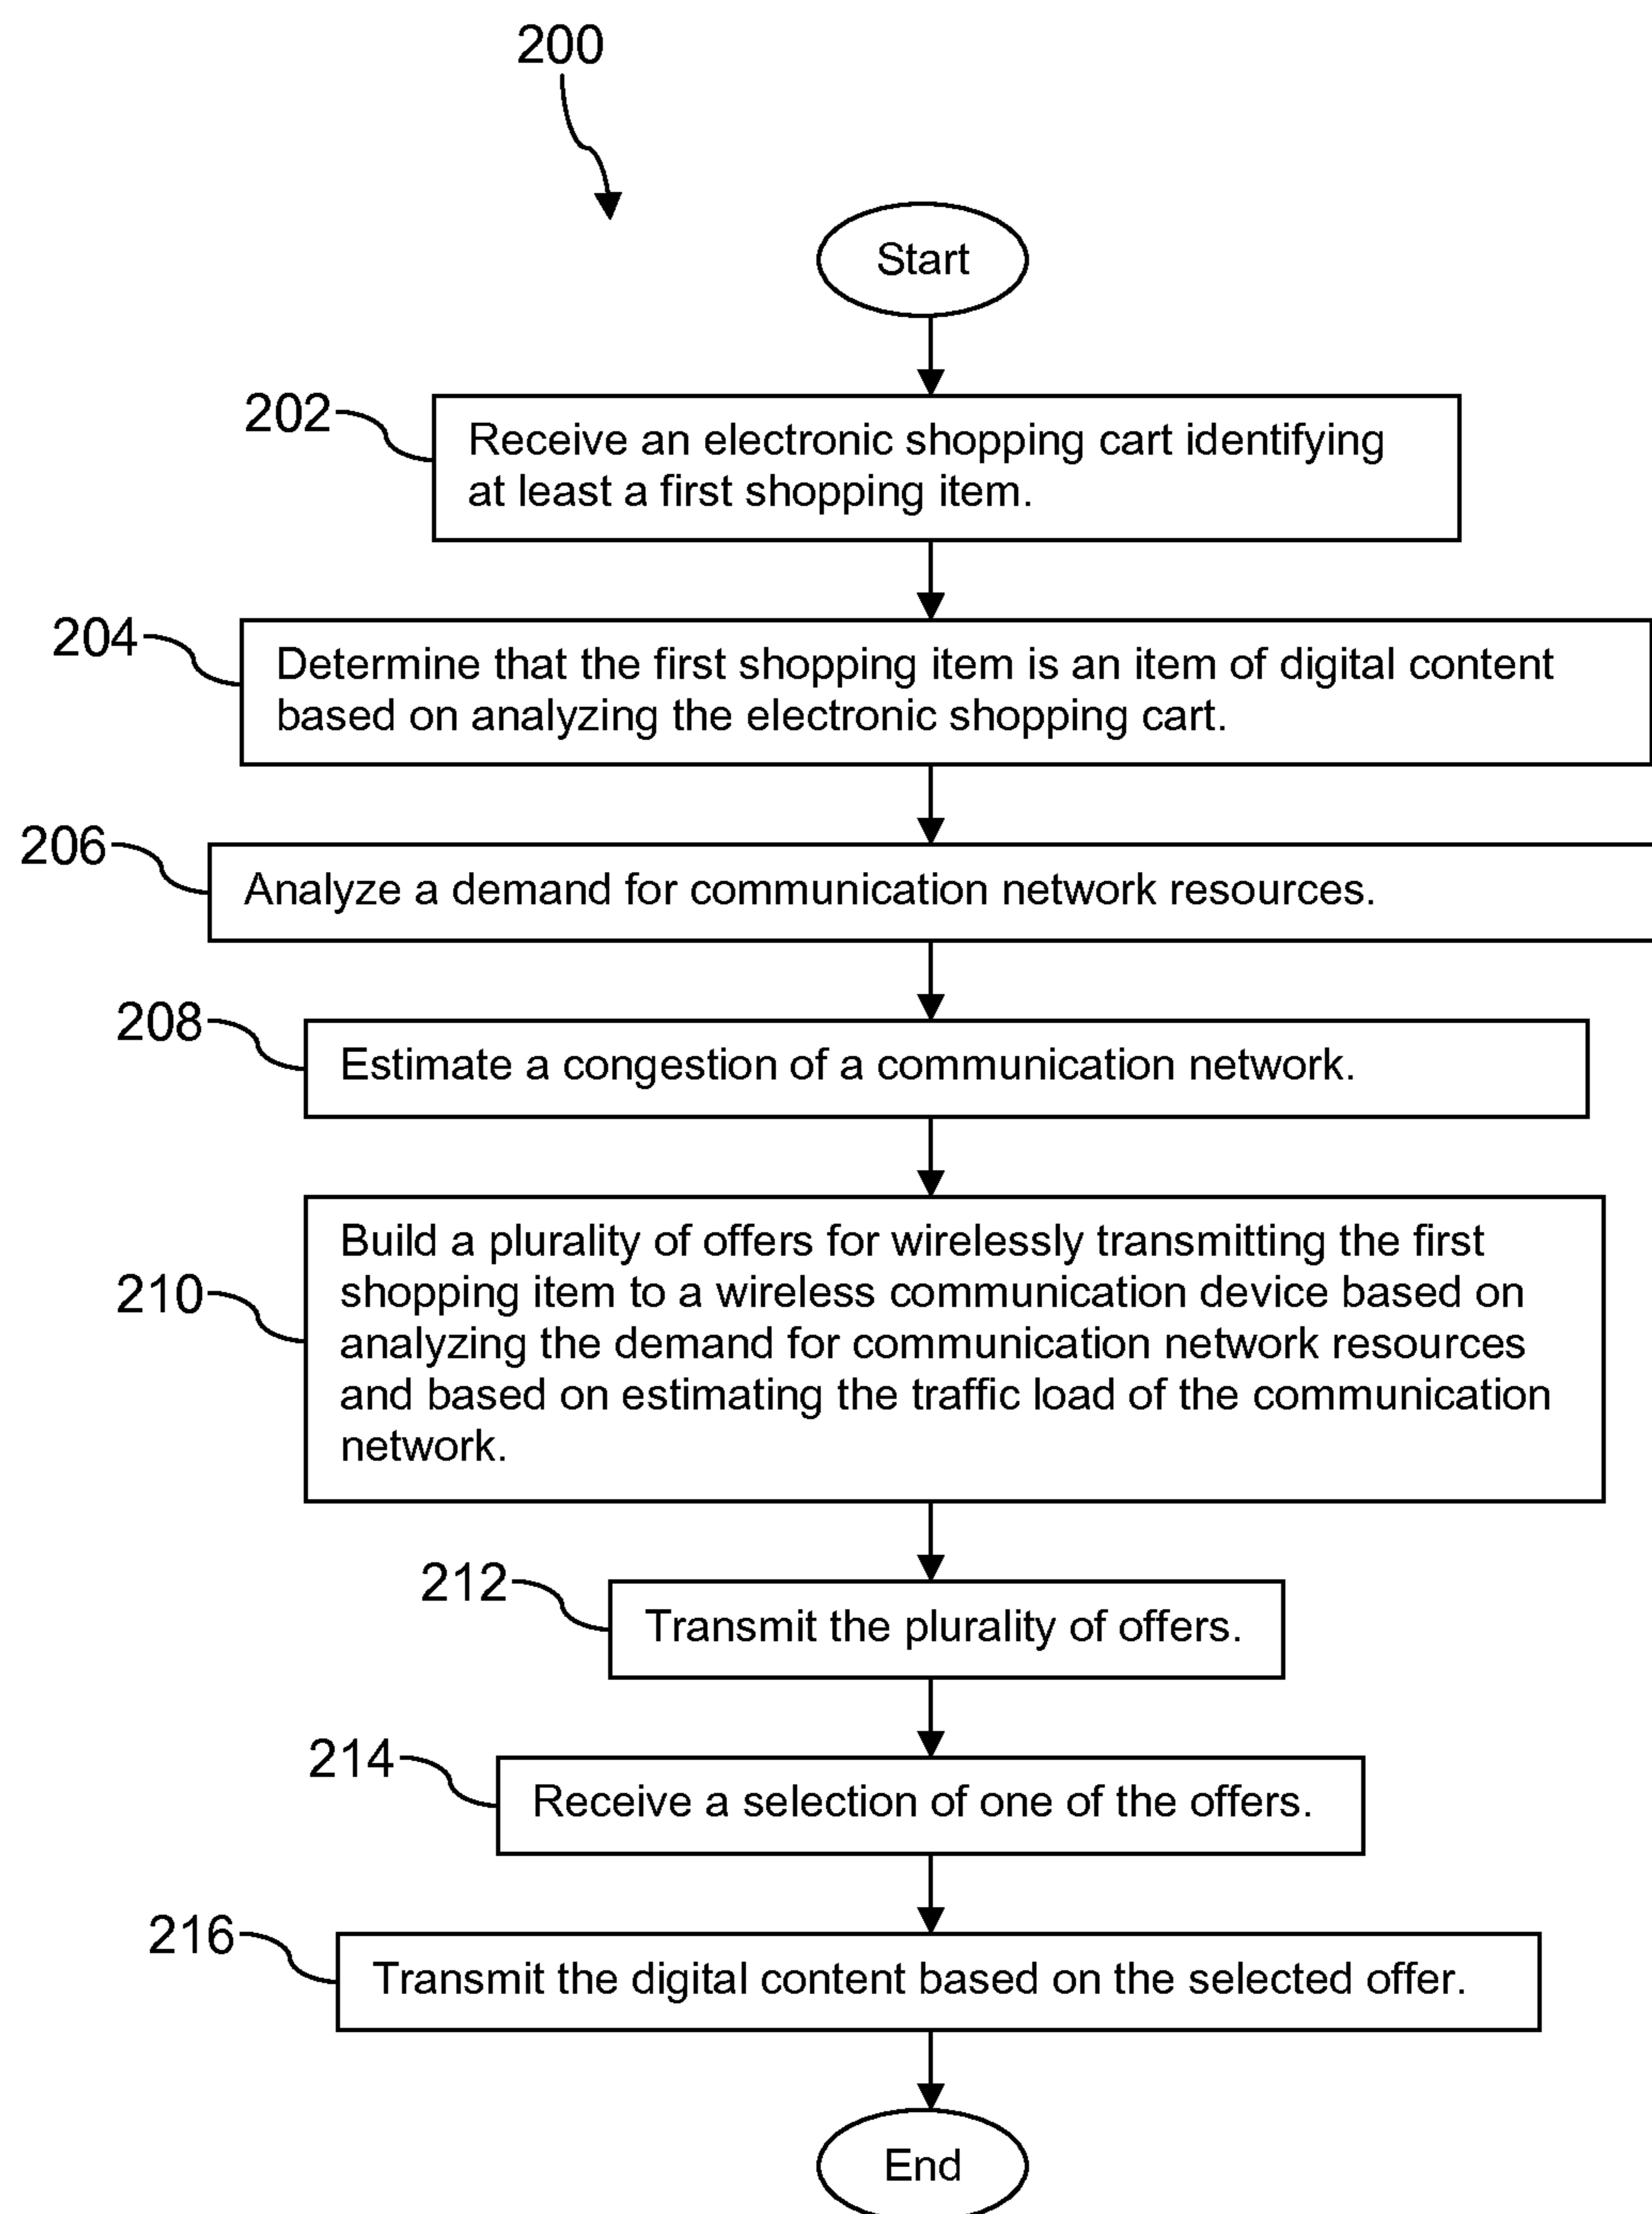 200
Start
202
Receive an electronic shopping cart identifying
at least a first shopping item.
204
Determine that the first shopping item is an item of digital content
based on analyzing the electronic shopping cart.
206
Analyze a demand for communication network resources.
208
Estimate a congestion of a communication network.
210
Build a plurality of offers for wirelessly transmitting the first
shopping item to a wireless communication device based on
analyzing the demand for communication network resources
and based on estimating the traffic load of the communication
network.
212
Transmit the plurality of offers.
214
Receive a selection of one of the offers.
216
Transmit the digital content based on the selected offer.
End